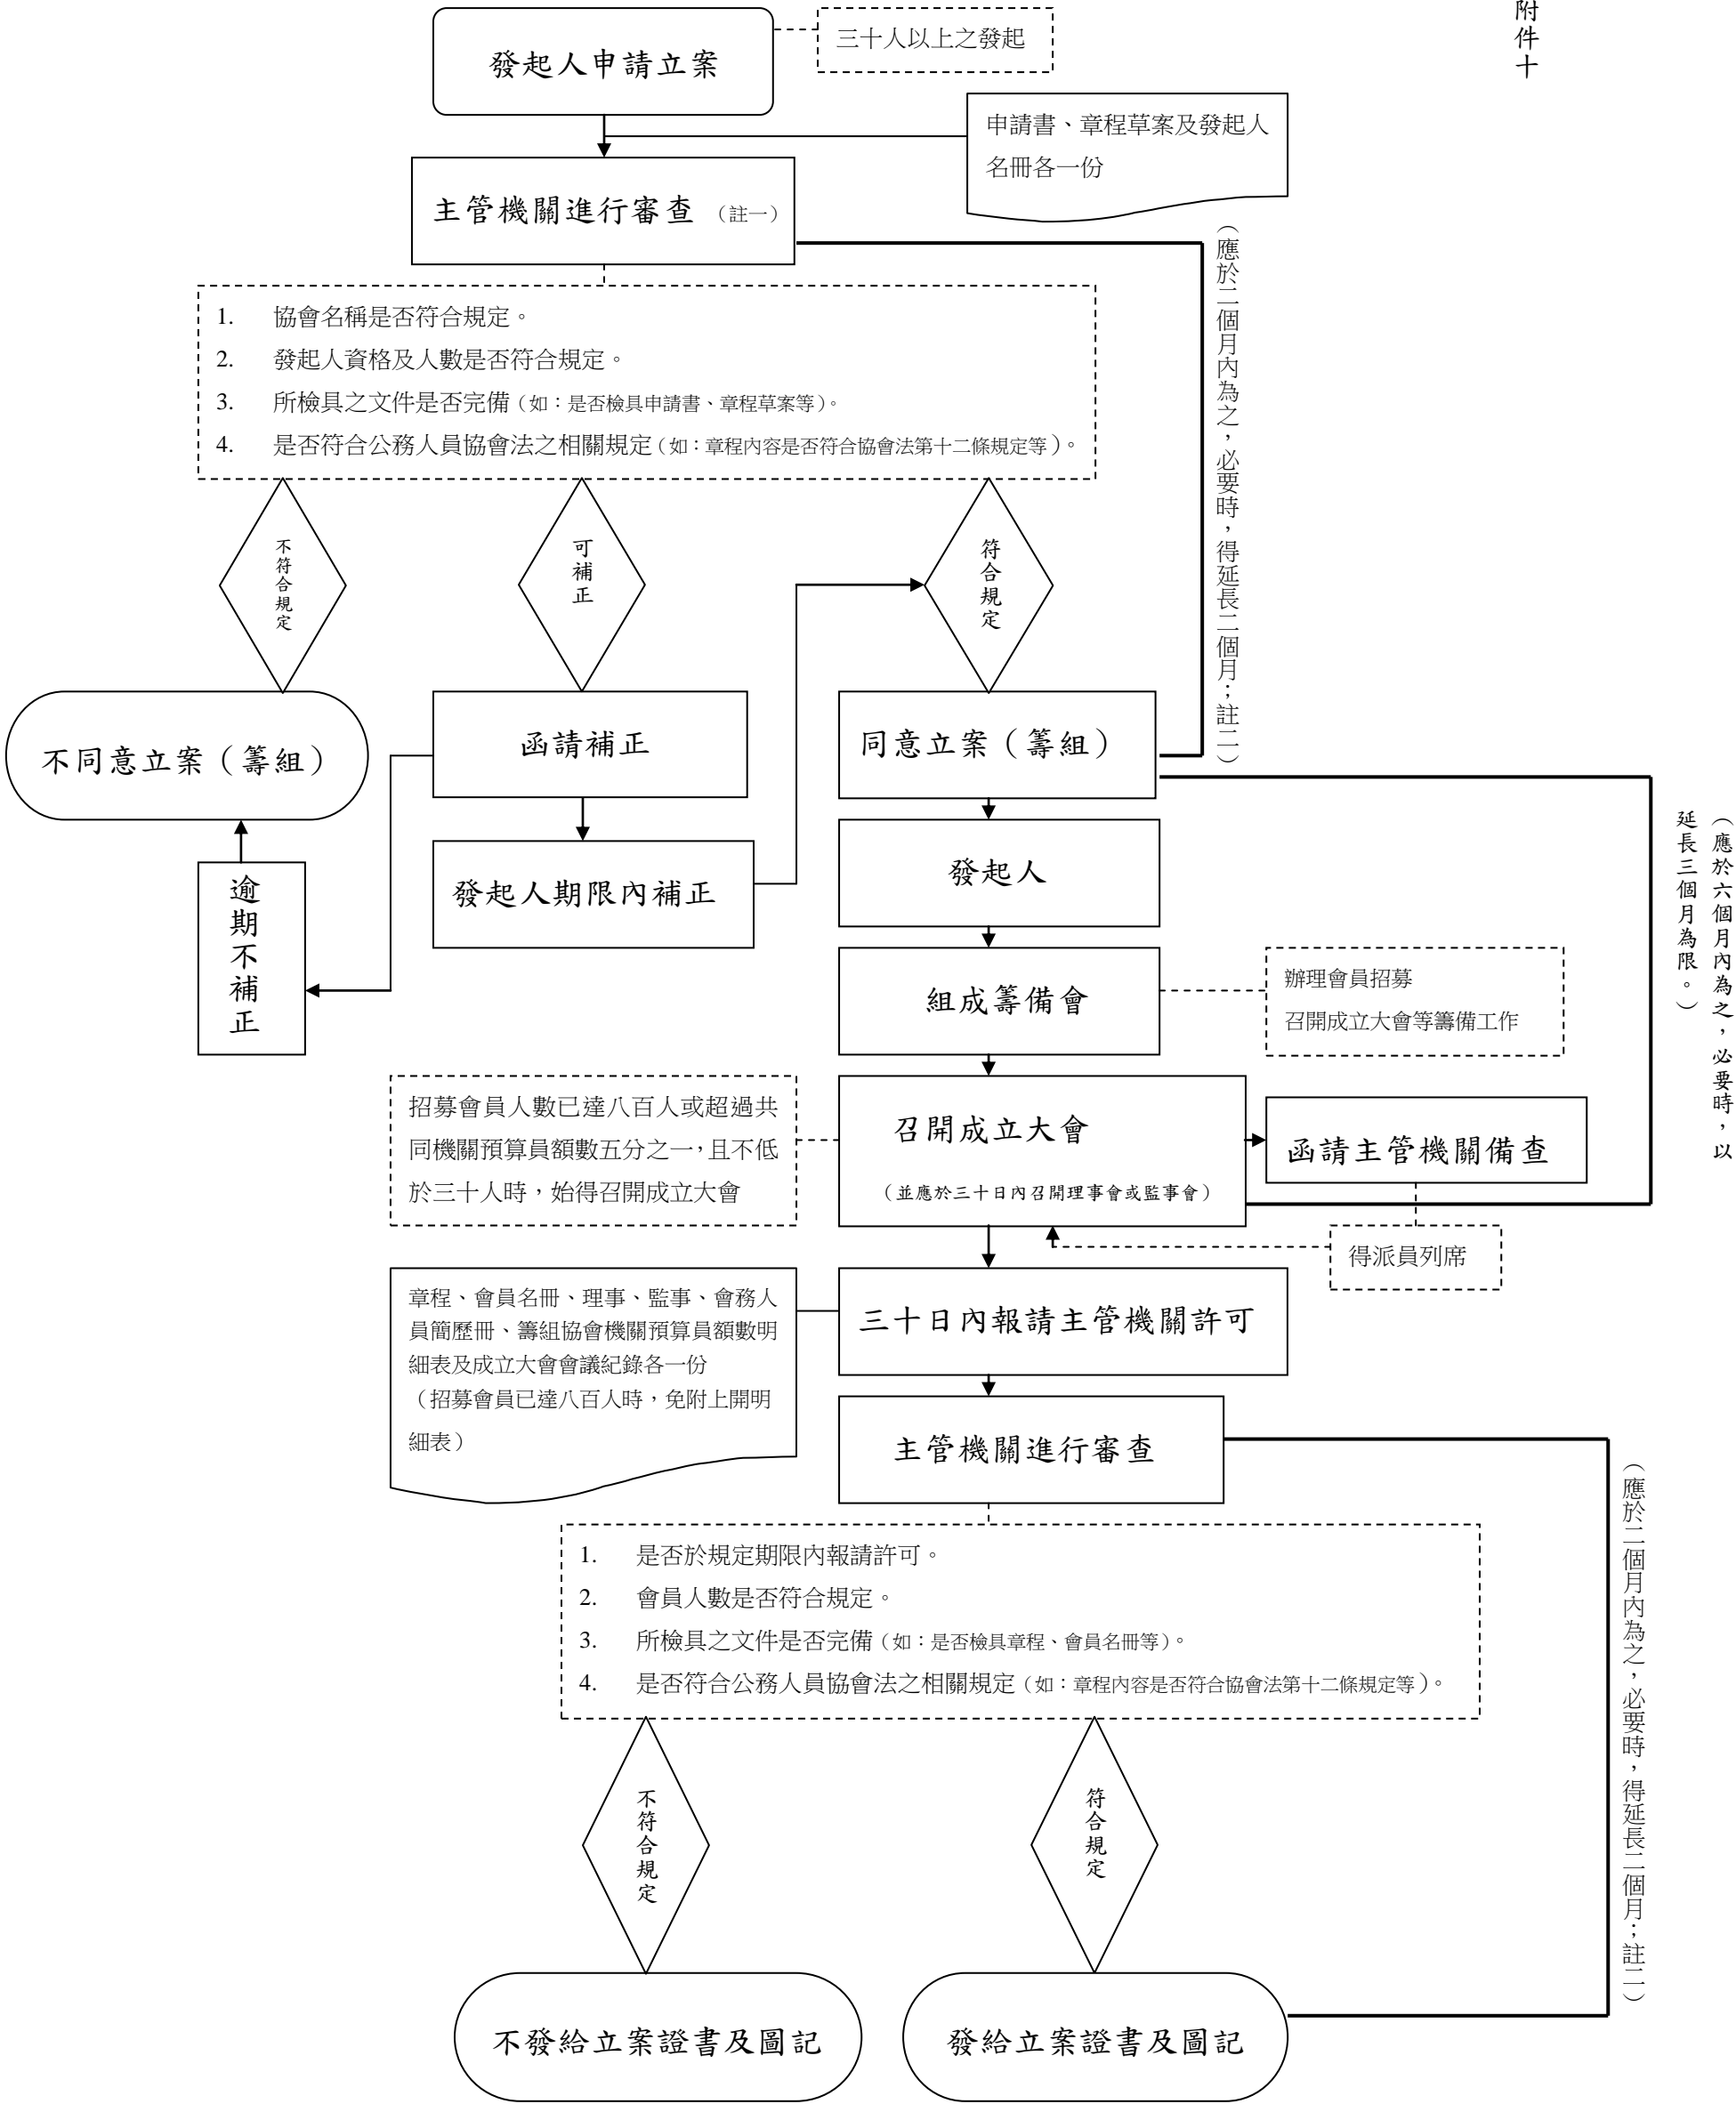 附件十
發起人申請立案
三十人以上之發起
申請書、章程草案及發起人
名冊各一份
主管機關進行審查（註一）
（應於二個月內為之，必要時，得延長二個月；註二）
1. 協會名稱是否符合規定。
2. 發起人資格及人數是否符合規定。
3. 所檢具之文件是否完備（如：是否檢具申請書、章程草案等）。
4. 是否符合公務人員協會法之相關規定（如：章程內容是否符合協會法第十二條規定等）。
不符合規定
可補正
符合規定
不同意立案（籌組）
函請補正
同意立案（籌組）
（應於六個月內為之，必要時，以
延長三個月為限。）
逾期不補正
發起人期限內補正
發起人
組成籌備會
辦理會員招募
召開成立大會等籌備工作
招募會員人數已達八百人或超過共
同機關預算員額數五分之一，且不低
於三十人時，始得召開成立大會
召開成立大會
（並應於三十日內召開理事會或監事會）
函請主管機關備查
得派員列席
章程、會員名冊、理事、監事、會務人
員簡歷冊、籌組協會機關預算員額數明
細表及成立大會會議紀錄各一份
（招募會員已達八百人時，免附上開明
細表）
三十日內報請主管機關許可
主管機關進行審查
（應於二個月內為之，必要時，得延長二個月；註二）
1. 是否於規定期限內報請許可。
2. 會員人數是否符合規定。
3. 所檢具之文件是否完備（如：是否檢具章程、會員名冊等）。
4. 是否符合公務人員協會法之相關規定（如：章程內容是否符合協會法第十二條規定等）。
不符合規定
符合規定
不發給立案證書及圖記
發給立案證書及圖記